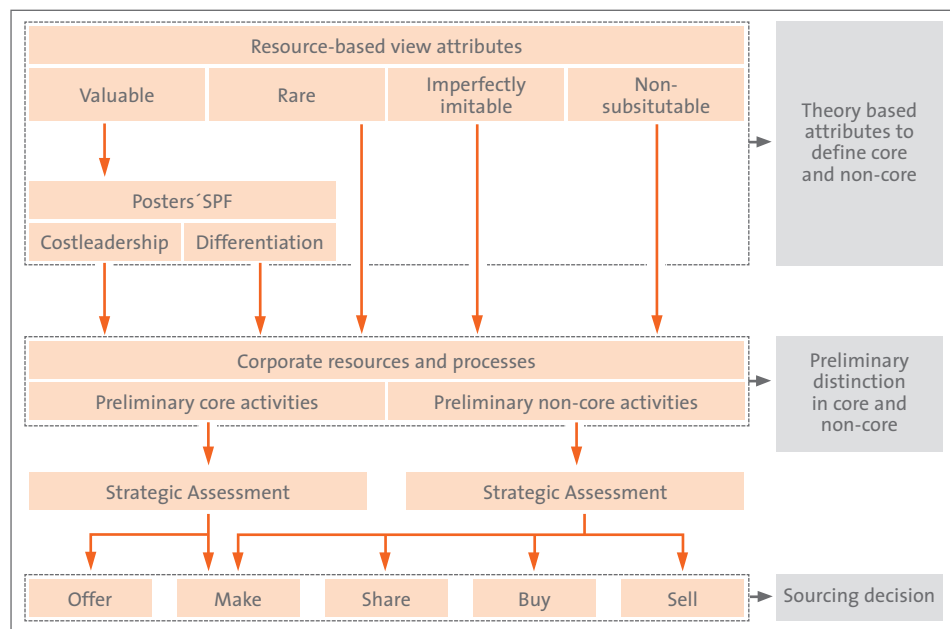 Resource-based view attributes
Valuable
Rare
Imperfectly
imitable
Non-
subsitutable
Theory based
attributes to
define core
and non-core
Posters´SPF
Costleadership
Differentiation
Corporate resources and processes
Preliminary core activities
Preliminary non-core activities
Preliminary
distinction
in core and
non-core
Strategic Assessment
Strategic Assessment
Offer
Make
Share
Buy
Sell
Sourcing decision